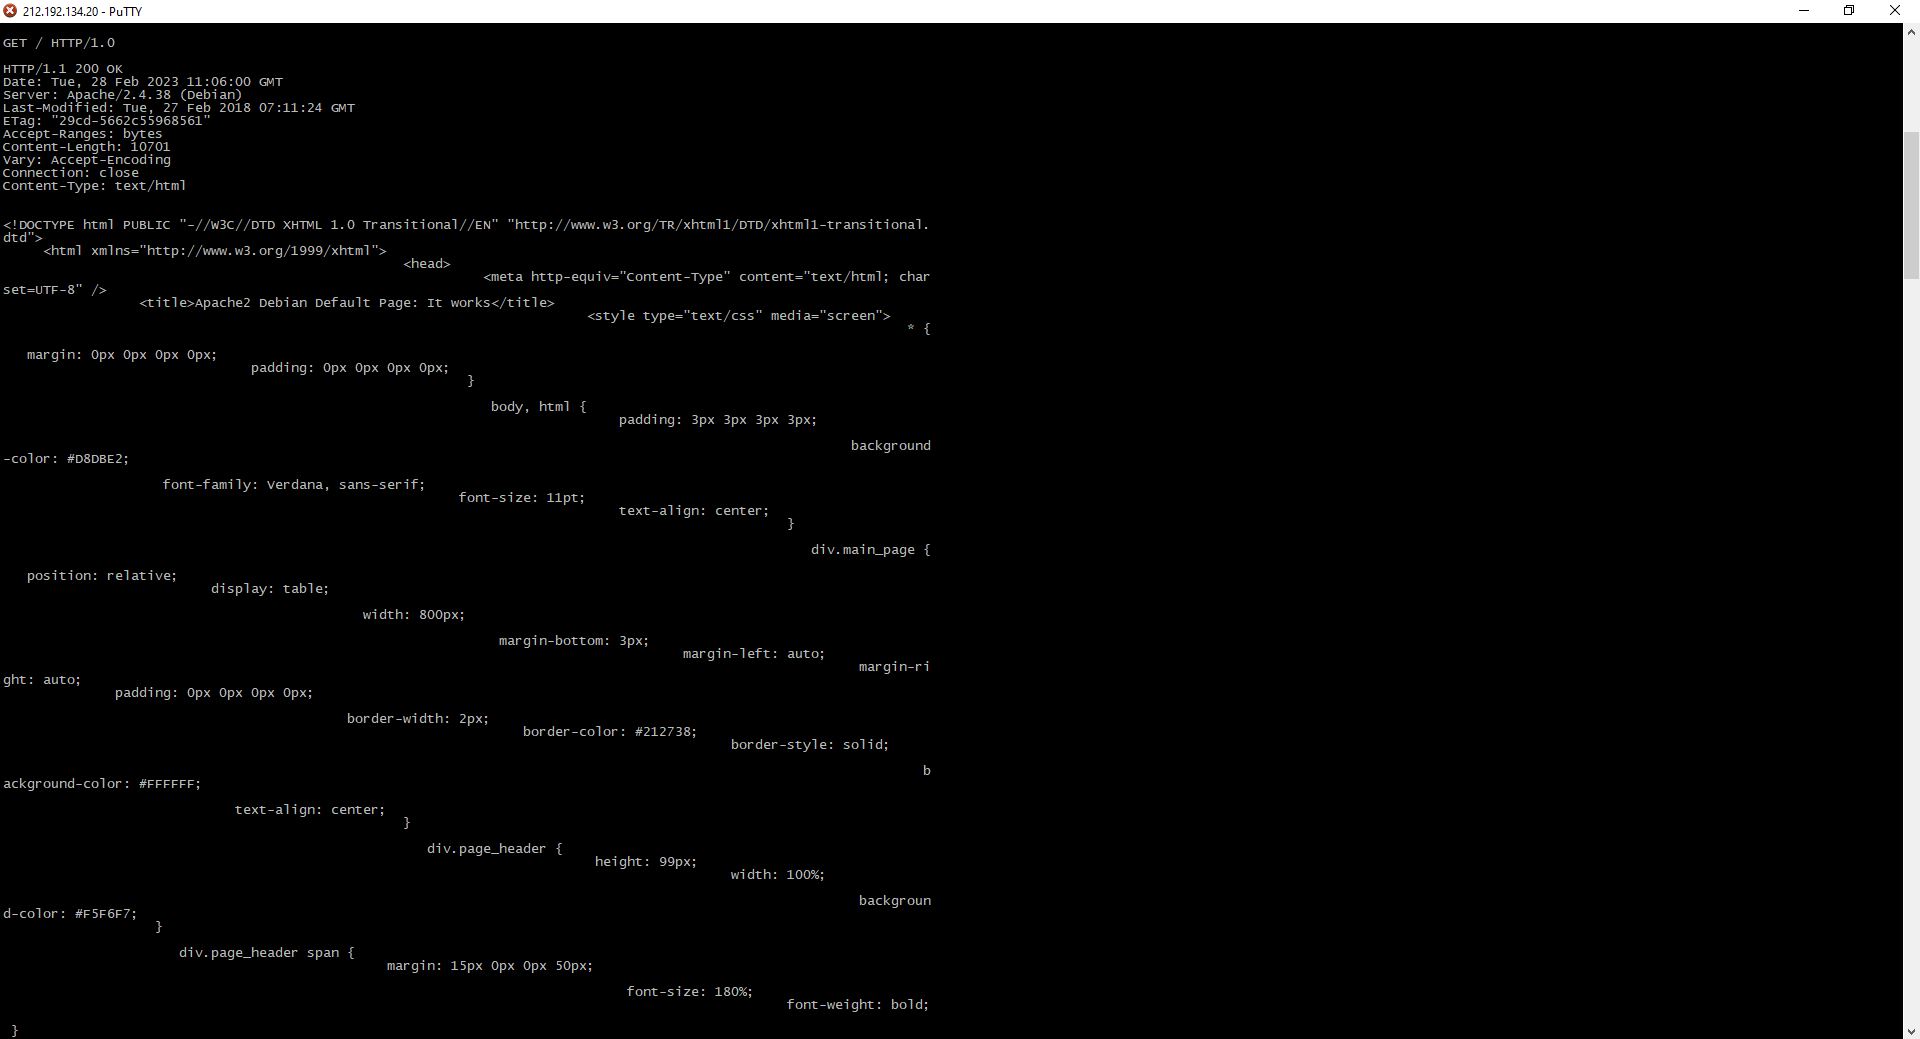 212.192.134.20 - PuTTY
GET / HTTP/1.0
HTTP/1.1 200 OK
Date: Tue, 28 Feb 2023 11:06:00 GMT
Server: Apache/2.4.38 (Debian)
Last-Modified: Tue, 27 Feb 2018 07:11:24 GMT
ETag: "29cd-5662c55968561"
Accept-Ranges: bytes
Content-Length: 10701
Vary: Accept-Encoding
Connection: close
Content-Type: text/html
<!DOCTYPE html PUBLIC "-//W3C//DTD XHTML 1.0 Transitional//EN" "http://www.w3.org/TR/xhtml1/DTD/xhtml1-transitional.
dtd">
<html xmlns="http://www.w3.org/1999/xhtml">
<head>
<meta http-equiv="Content-Type" content="text/html; char
set=UTF-8" />
<title>Apache2 Debian Default Page: It works</title>
<style type="text/css" media="screen">
* {
margin: 0px 0px 0px 0px;
padding: 0px 0px 0px 0px;
}
body, html {
padding: 3px 3px 3px 3px;
background
-color: #D8DBE2;
font-family: Verdana, sans-serif;
font-size: 11pt;
text-align: center;
}
div.main_page {
position: relative;
display: table;
width: 800px;
margin-bottom: 3px;
margin-left: auto;
margin-ri
ght: auto;
padding: 0px 0px 0px 0px;
border-width: 2px;
border-color: #212738;
border-style: solid;
b
ackground-color: #FFFFFF;
text-align: center;
}
div.page_header {
height: 99px;
width: 100%;
backgroun
d-color: #F5F6F7;
}
div.page_header span {
margin: 15px 0px 0px 50px;
font-size: 180%;
font-weight: bold;
}